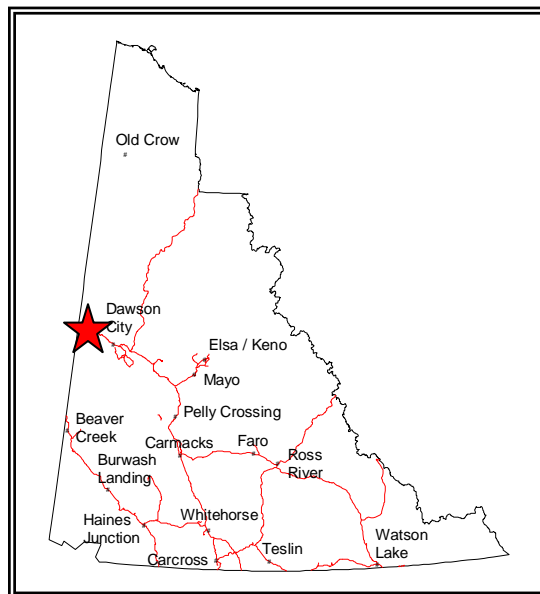 Old Crow
Dawson
City
Elsa / Keno
Mayo
Pelly Crossing
Beaver
Creek
Carmacks
Faro
Ross
River
Burwash
Landing
Whitehorse
Haines
Junction
Carcross
Teslin
Watson
Lake